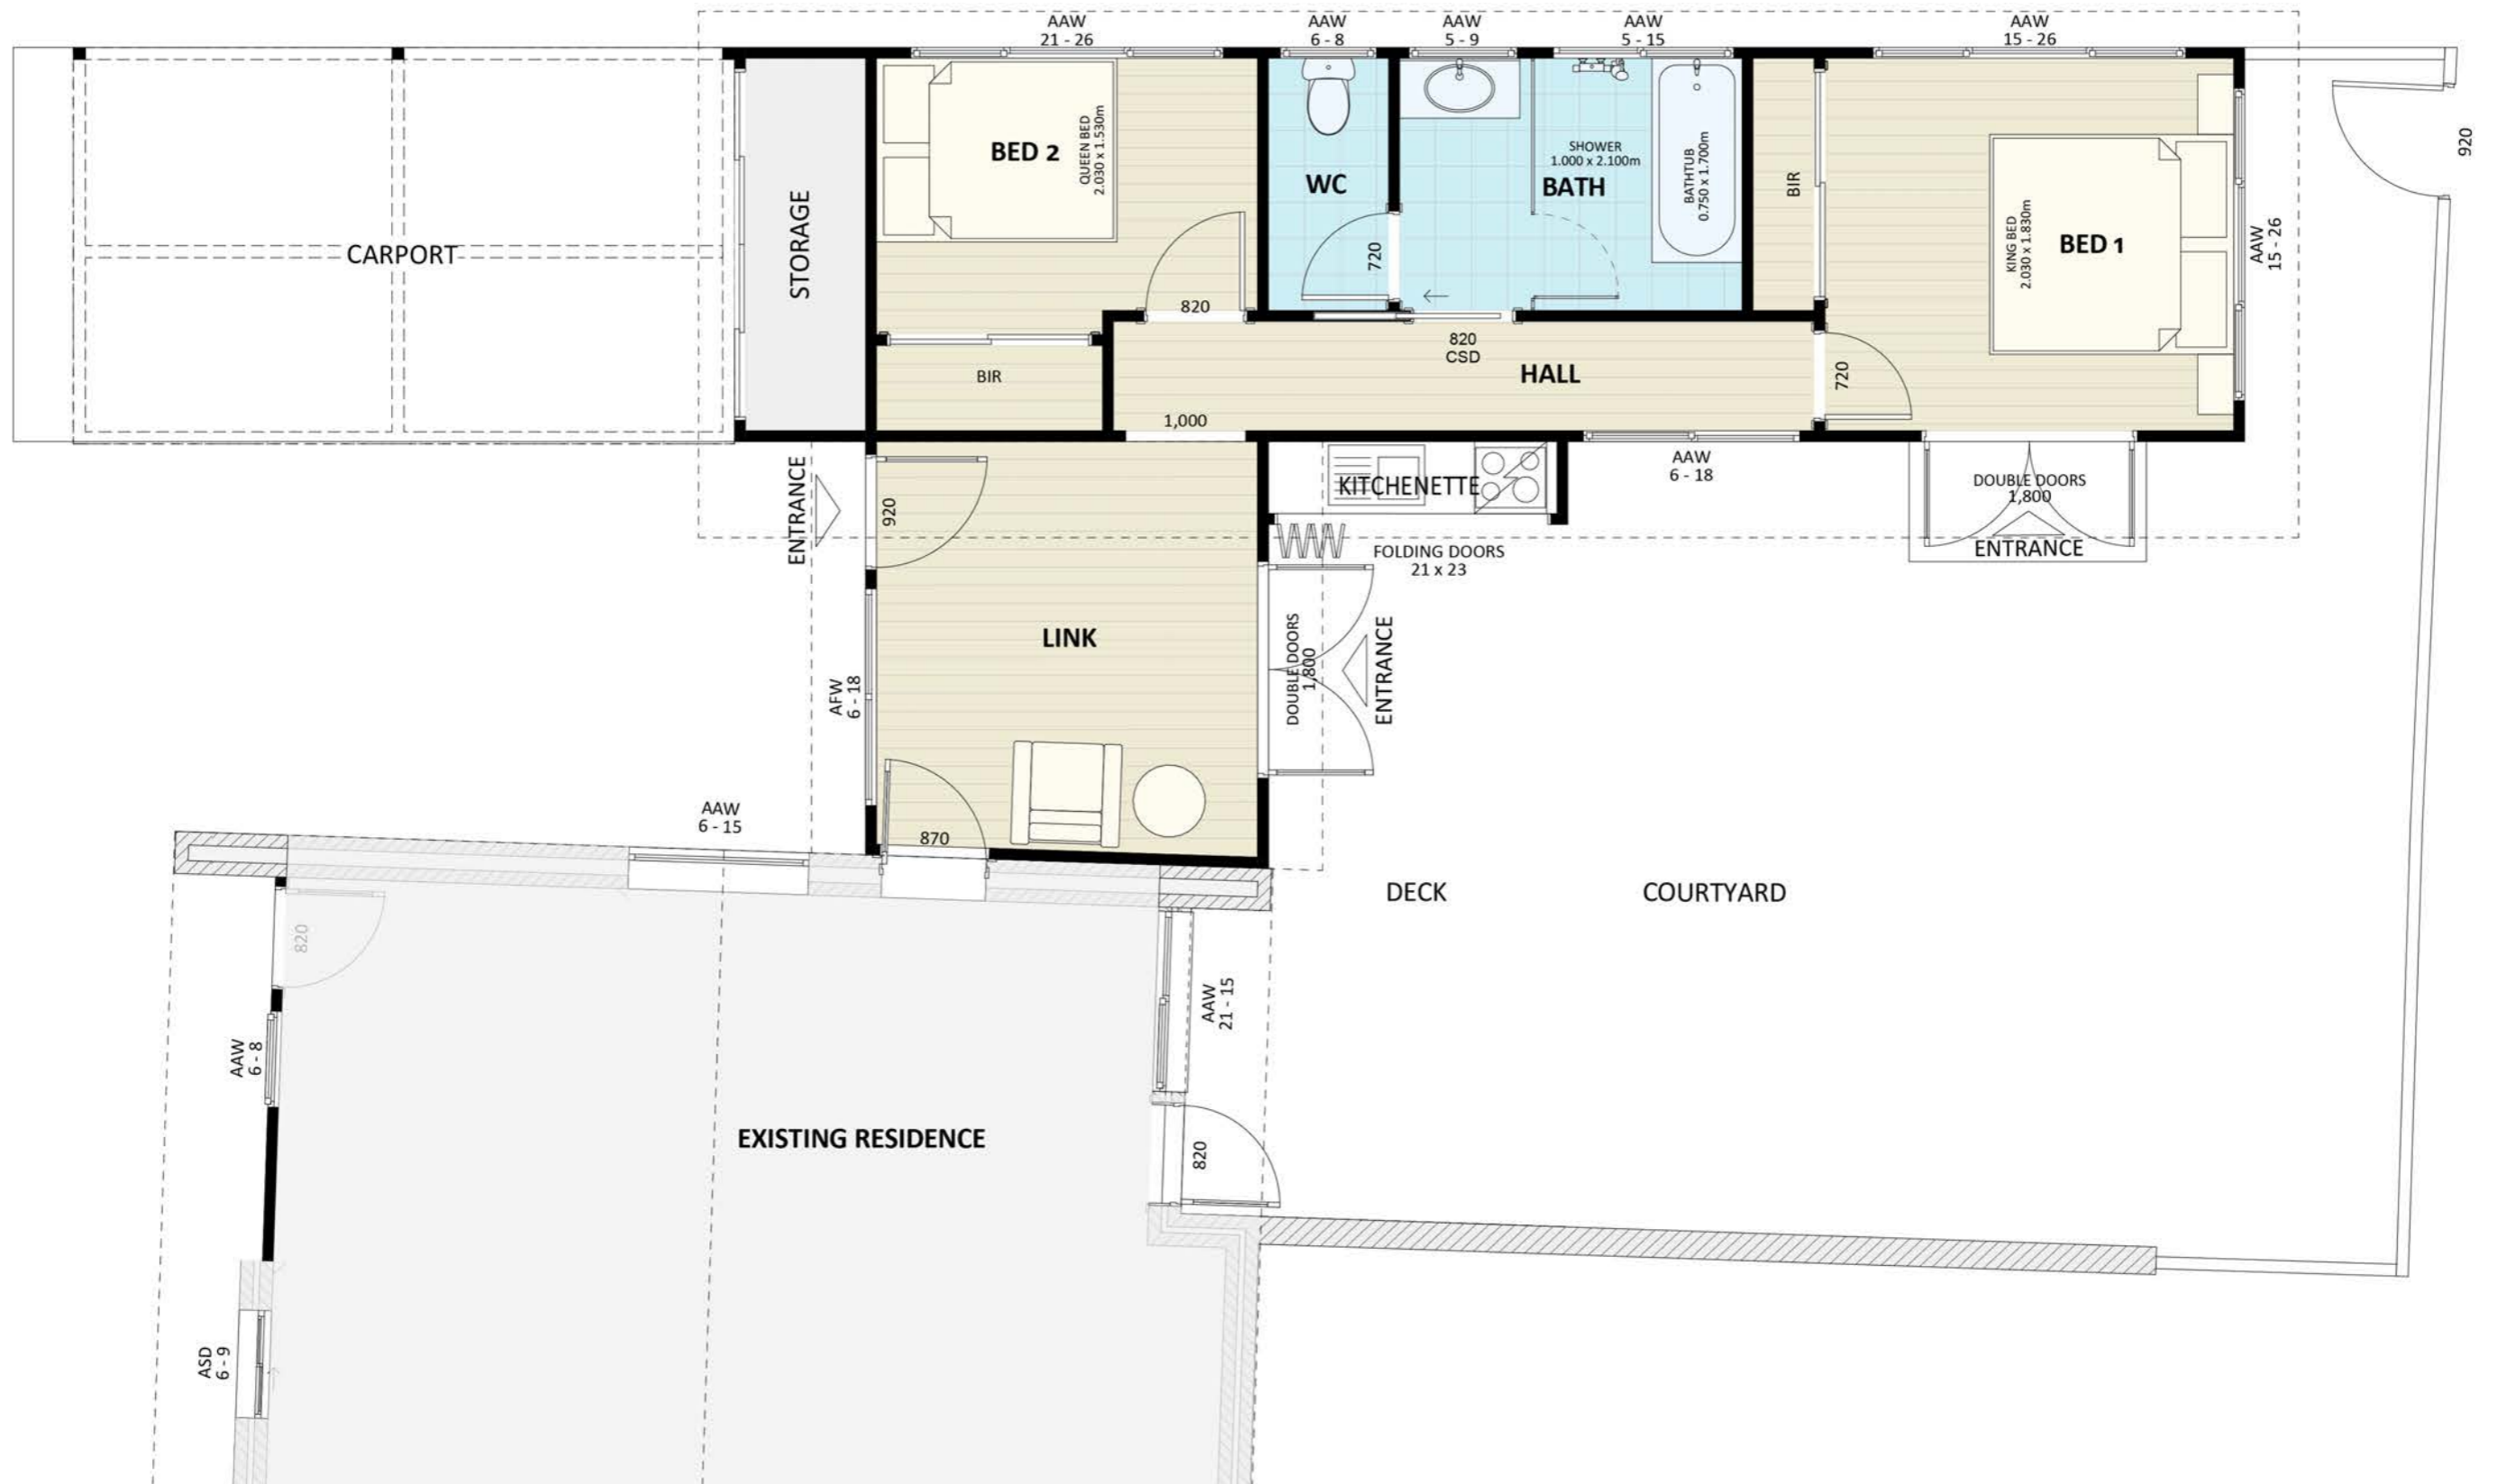 AAW
21 - 26
AAW
6 - 8
AAW
5 - 9
AAW
5 - 15
AAW
15 - 26
920
CARPORT
STORAGE
BED 2
QUEEN BED
2.030 x 1.530m
WC
720
SHOWER
1.000 x 2.100m
BATH
BATHTUB
0.750 x 1.700m
BIR
KING BED
2.030 x 1.830m
BED 1
AAW
15 - 26
820
820
CSD
HALL
720
BIR
1,000
ENTRANCE
920
KITCHENETTE
AAW
6 - 18
DOUBLE DOORS
1,800
ENTRANCE
FOLDING DOORS
21 x 23
LINK
DOUBLE DOORS
1,800
ENTRANCE
AFW
6 - 18
AAW
6 - 15
870
DECK
COURTYARD
820
AAW
21 - 15
AAW
6 - 8
EXISTING RESIDENCE
820
ASD
6 - 9